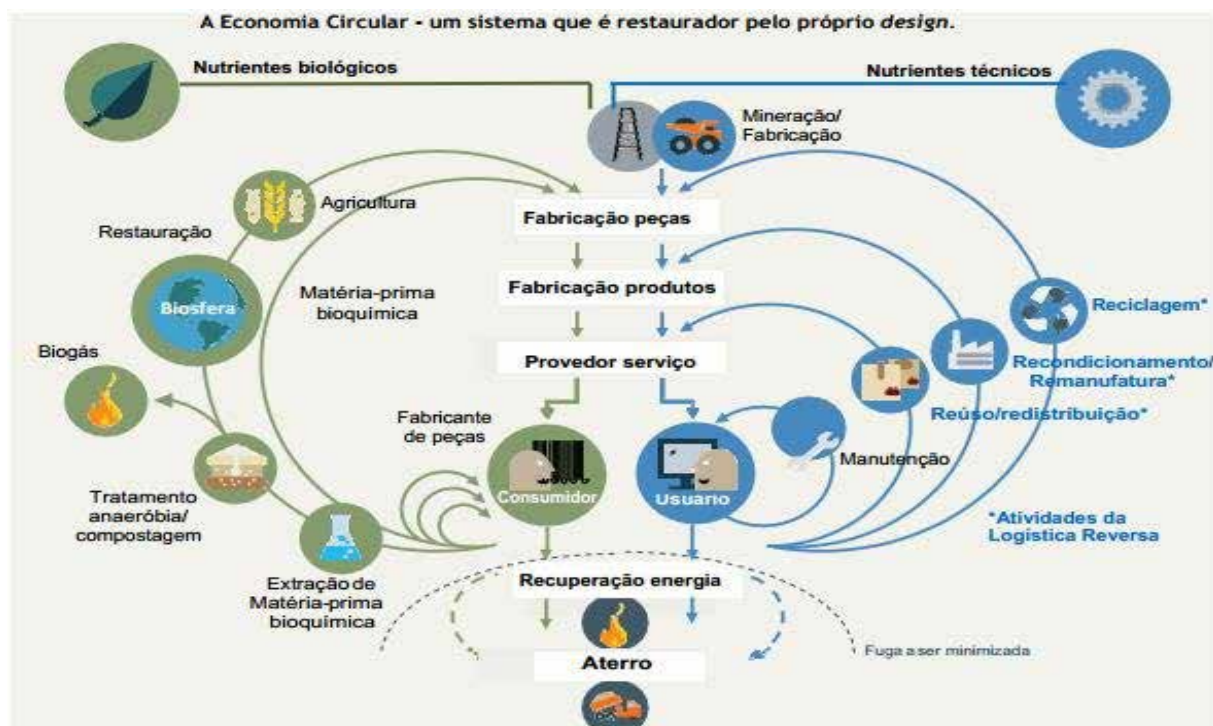 A Economia Circular - um sistema que é restaurador pelo próprio design.
Nutrientes biológicos
Nutrientes técnicos
Mineração/
Fabricação
Agricultura
Fabricação peças
Restauração
Fabricação produtos
Matéria-prima
bioquímica
Biosfera
Reciclagem*
Biogás
Provedor serviço
Recondicionamento/
Remanufatura*
Reúso/redistribuição*
Fabricante
de peças
Manutenção
Consumidor
Usuário
Tratamento
anaeróbia/
compostagem
*Atividades da
Logística Reversa
Extração de
Matéria-prima
bioquímica
Recuperação energia
Fuga a ser minimizada
Aterro